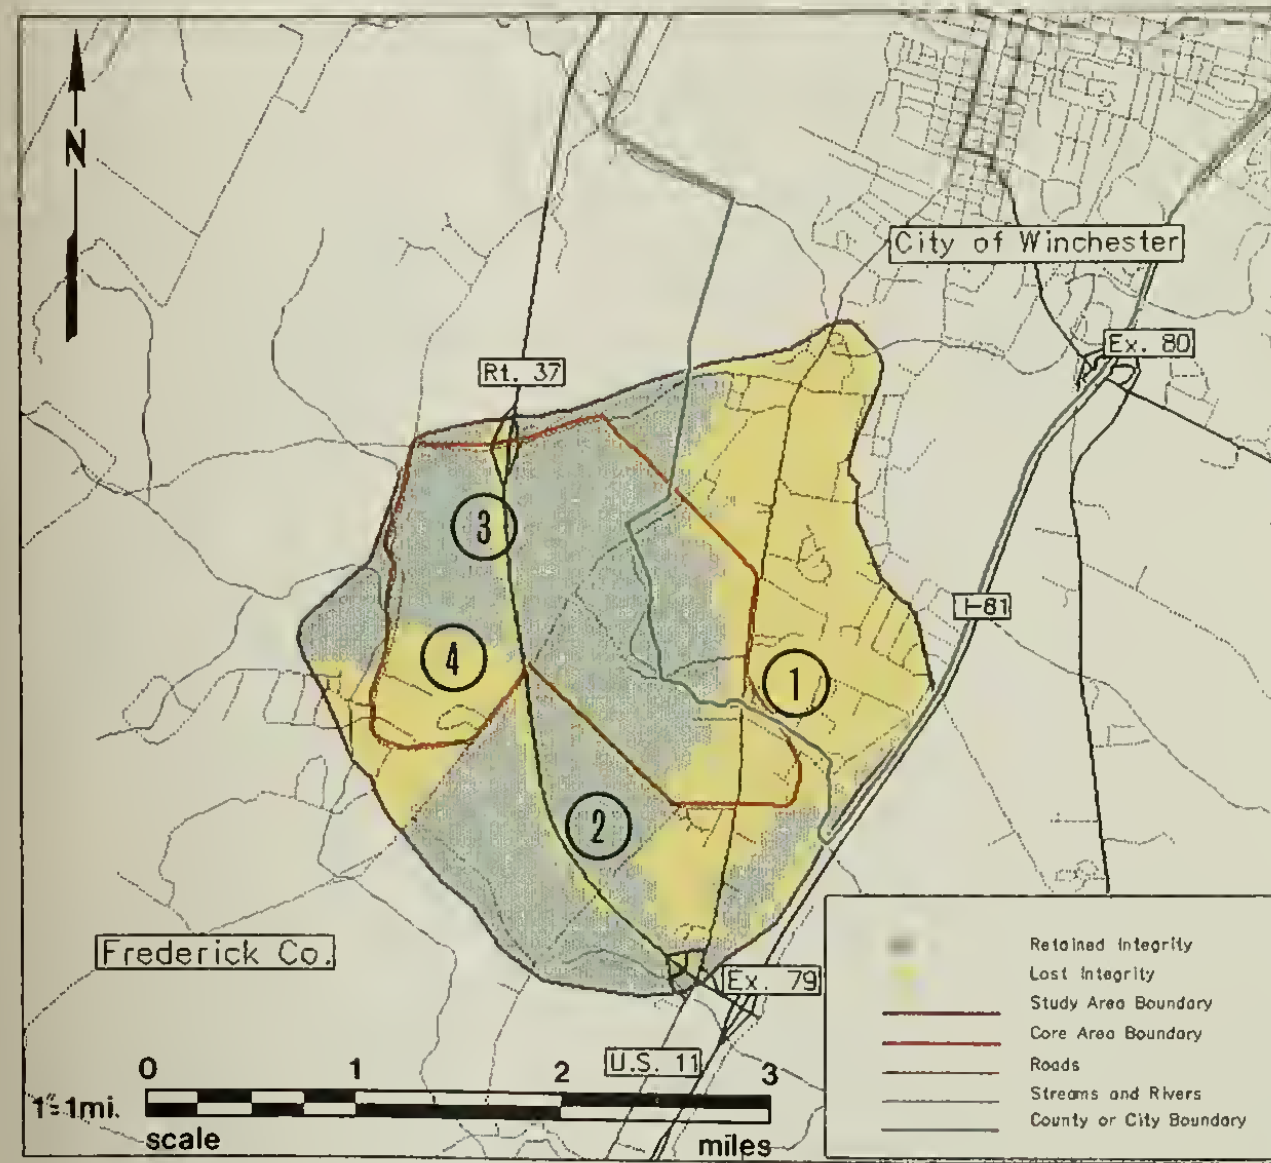 N
City of Winchester
Ex. 80
Rt. 37
3
I-81
4
1
2
Frederick Co.
Ex. 79
U.S. 11
0 1 2 3
1"=1mi.
scale miles
Retained Integrity
Lost Integrity
Study Area Boundary
Core Area Boundary
Roads
Streams and Rivers
County or City Boundary